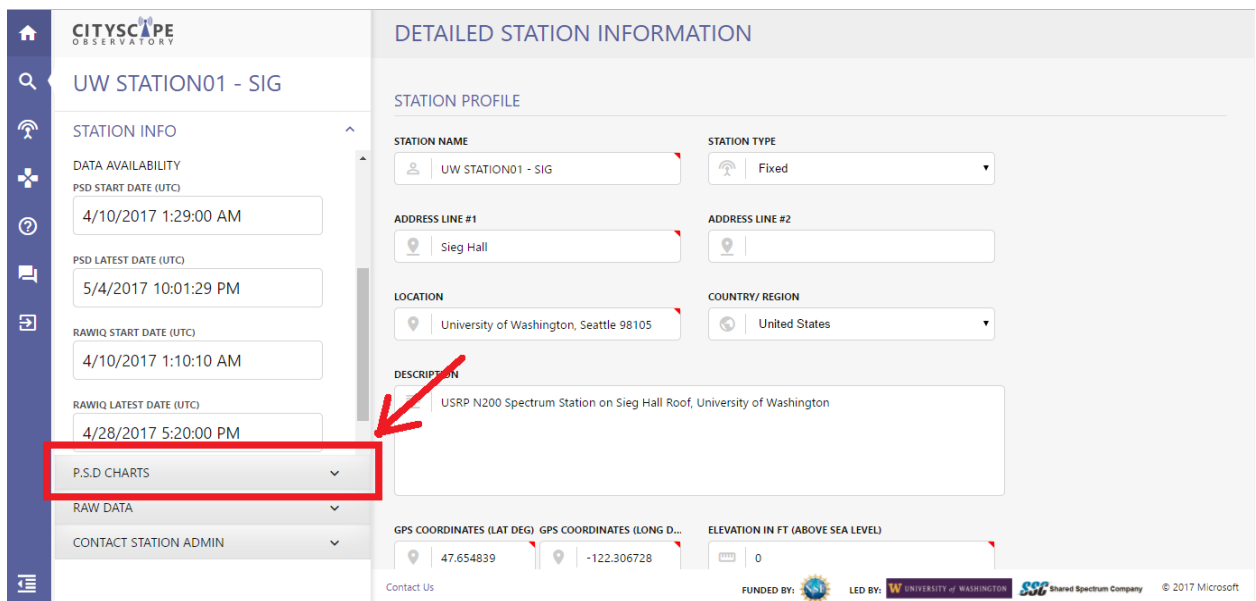 CITYSCAPE
OBSERVATORY
UW STATION01 - SIG
STATION INFO
DATA AVAILABILITY
PSD START DATE (UTC)
4/10/2017 1:29:00 AM
PSD LATEST DATE (UTC)
5/4/2017 10:01:29 PM
RAWIQ START DATE (UTC)
4/10/2017 1:10:10 AM
RAWIQ LATEST DATE (UTC)
4/28/2017 5:20:00 PM
P.S.D CHARTS
RAW DATA
CONTACT STATION ADMIN
DETAILED STATION INFORMATION
STATION PROFILE
STATION NAME
UW STATION01 - SIG
STATION TYPE
Fixed
ADDRESS LINE #1
Sieg Hall
ADDRESS LINE #2
LOCATION
University of Washington, Seattle 98105
COUNTRY/ REGION
United States
DESCRIPTION
USRP N200 Spectrum Station on Sieg Hall Roof, University of Washington
GPS COORDINATES (LAT DEG)
47.654839
GPS COORDINATES (LONG D...
-122.306728
ELEVATION IN FT (ABOVE SEA LEVEL)
0
Contact Us
FUNDED BY: NSF
LED BY: W UNIVERSITY of WASHINGTON
SSC Shared Spectrum Company
© 2017 Microsoft